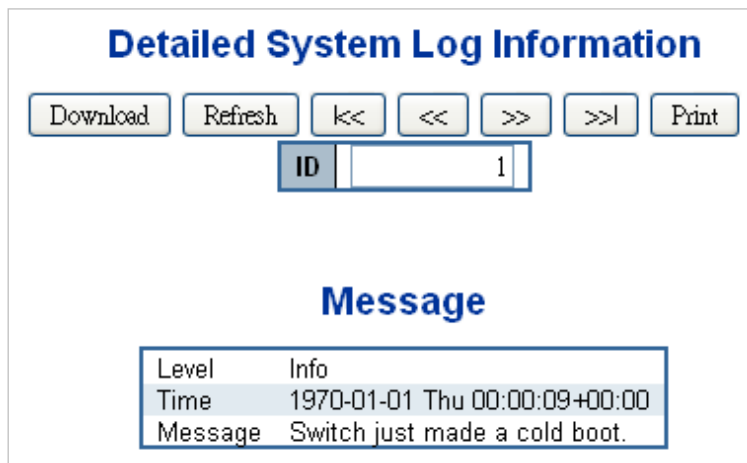 Detailed System Log Information
Download Refresh |<< << >> >>| Print
ID 1
Message
Level Info
Time 1970-01-01 Thu 00:00:09+00:00
Message Switch just made a cold boot.